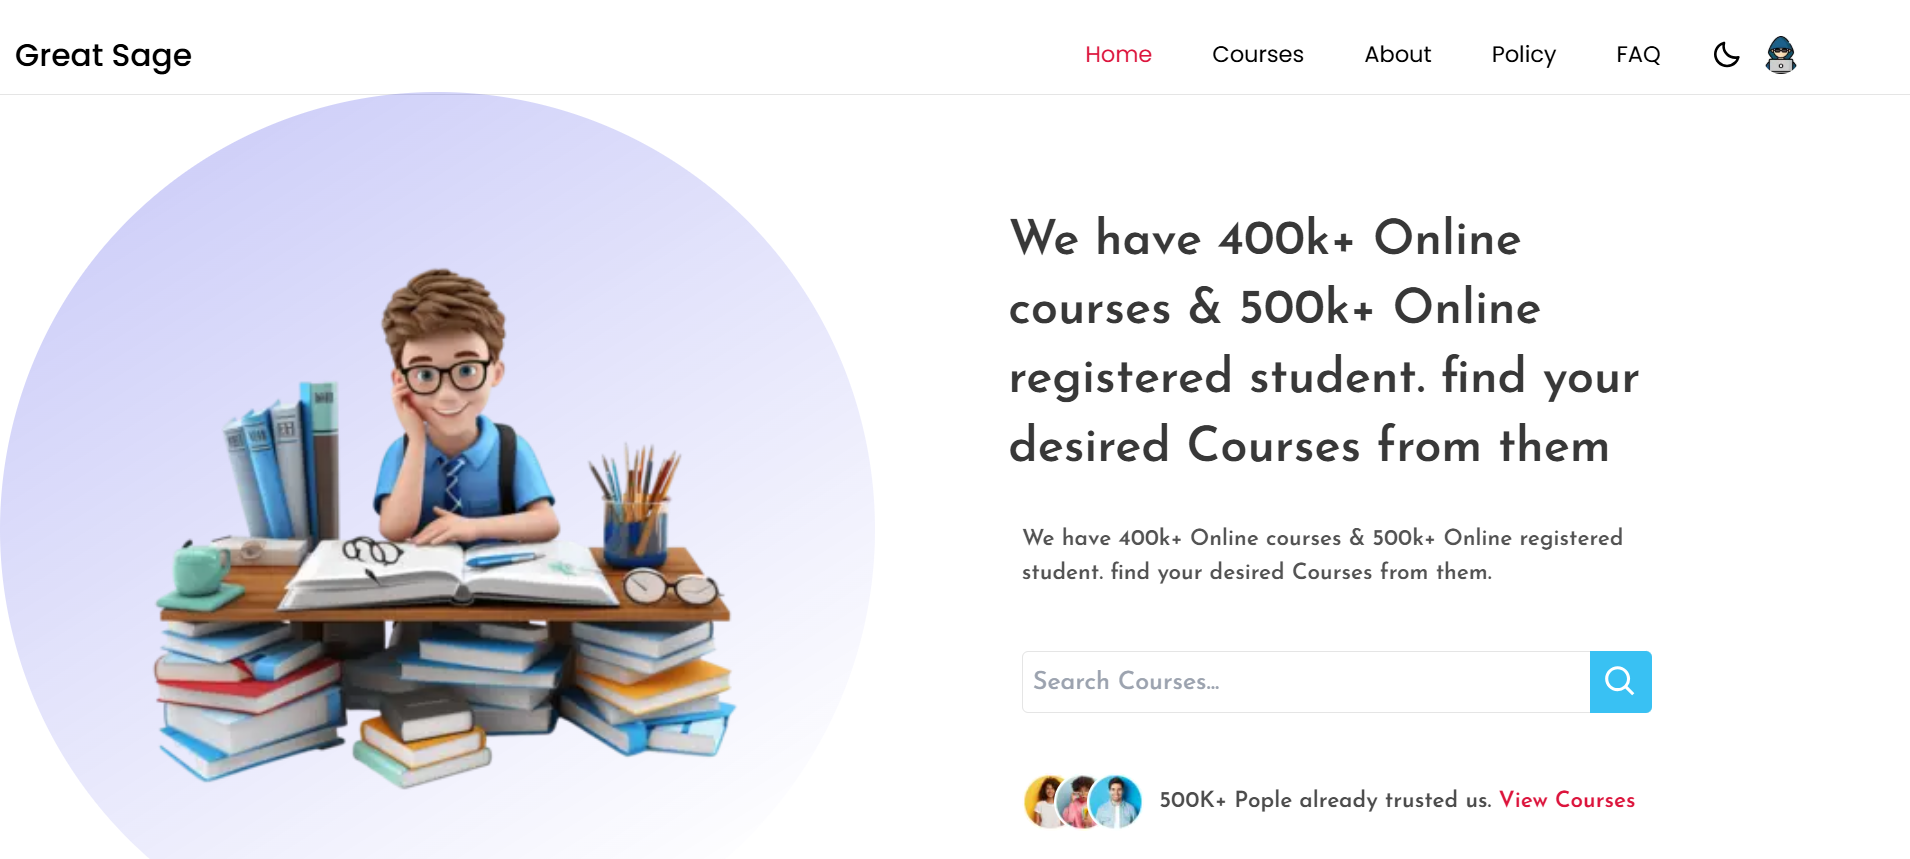 Great Sage
Home Courses About Policy FAQ
We have 400k+ Online
courses & 500k+ Online
registered student. find your
desired Courses from them
We have 400k+ Online courses & 500k+ Online registered
student. find your desired Courses from them.
Search Courses...
500K+ Pople already trusted us. View Courses